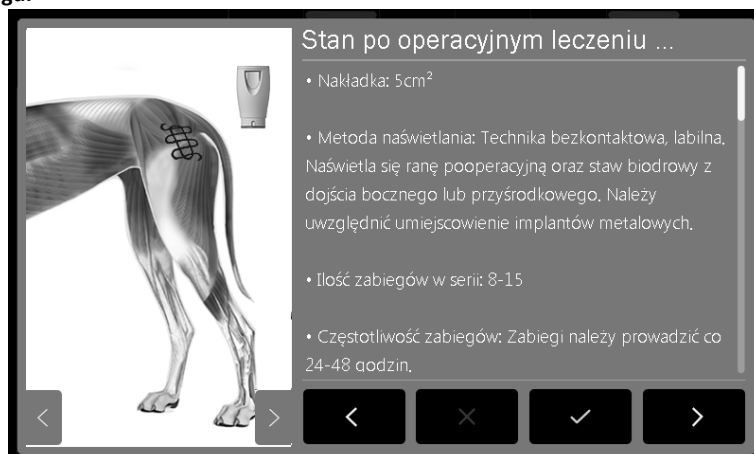 Stan po operacyjnym leczeniu ...
• Nakładka: 5cm²
• Metoda naświetlania: Technika bezkontaktowa, labilna.
Naświetla się ranę pooperacyjną oraz staw biodrowy z
dojścia bocznego lub przyśrodkowego. Należy
uwzględnić umiejscowienie implantów metalowych.
• Ilość zabiegów w serii: 8-15
• Częstotliwość zabiegów: Zabiegi należy prowadzić co
24-48 godzin.